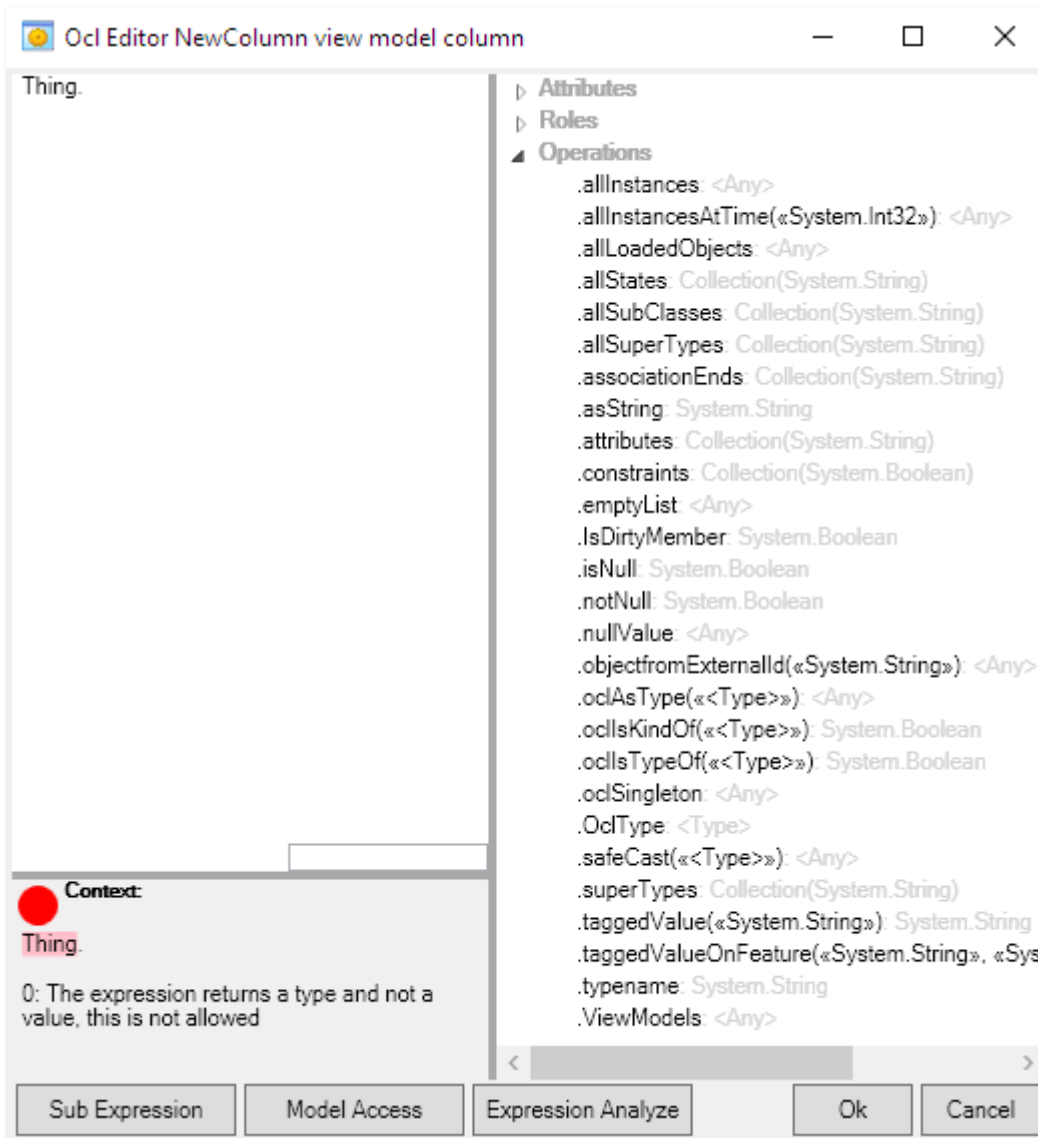 Ocl Editor NewColumn view model column
Thing.
Attributes
Roles
Operations
.allInstances: <Any>
.allInstancesAtTime(«System.Int32»): <Any>
.allLoadedObjects: <Any>
.allStates: Collection(System.String)
.allSubClasses: Collection(System.String)
.allSuperTypes: Collection(System.String)
.associationEnds: Collection(System.String)
.asString: System.String
.attributes: Collection(System.String)
.constraints: Collection(System.Boolean)
.emptyList: <Any>
.IsDirtyMember: System.Boolean
.isNull: System.Boolean
.notNull: System.Boolean
.nullValue: <Any>
.objectfromExternalId(«System.String»): <Any>
.oclAsType(«<Type>»): <Any>
.oclIsKindOf(«<Type>»): System.Boolean
.oclIsTypeOf(«<Type>»): System.Boolean
.oclSingleton: <Any>
.OclType: <Type>
.safeCast(«<Type>»): <Any>
.superTypes: Collection(System.String)
.taggedValue(«System.String»): System.String
.taggedValueOnFeature(«System.String», «Sys
.typename: System.String
.ViewModels: <Any>
Context:
Thing.
0: The expression returns a type and not a
value, this is not allowed
Sub Expression
Model Access
Expression Analyze
Ok
Cancel